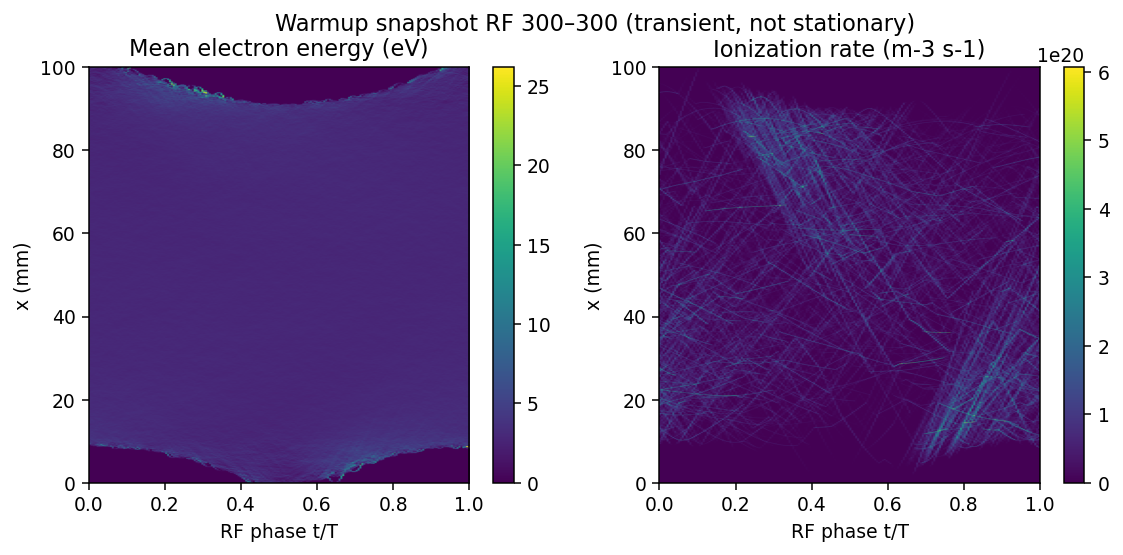 Warmup snapshot RF 300–300 (transient, not stationary)
Mean electron energy (eV)
100
80
60
40
20
0
x (mm)
0.0 0.2 0.4 0.6 0.8 1.0
RF phase t/T
25
20
15
10
5
0
Ionization rate (m-3 s-1)
100
80
60
40
20
0
x (mm)
0.0 0.2 0.4 0.6 0.8 1.0
RF phase t/T
1e20
6
5
4
3
2
1
0